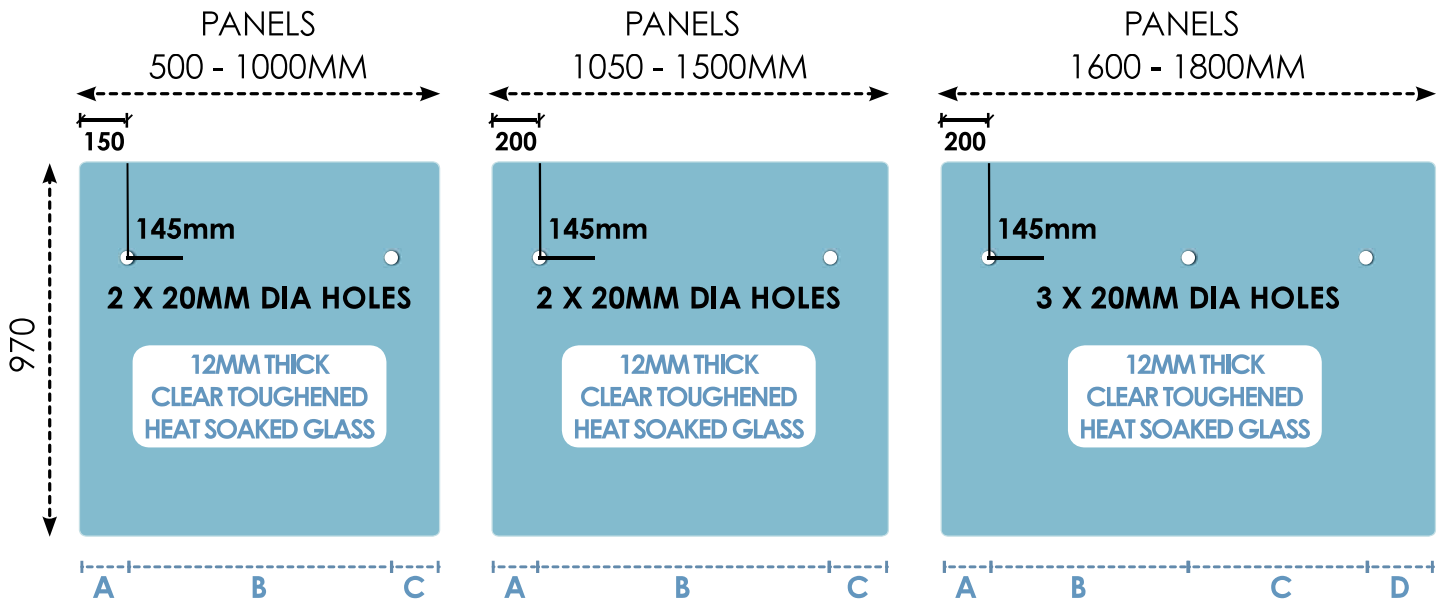 PANELS
500 - 1000MM
150
970
145mm
2 X 20MM DIA HOLES
12MM THICK
CLEAR TOUGHENED
HEAT SOAKED GLASS
A B C
PANELS
1050 - 1500MM
200
145mm
2 X 20MM DIA HOLES
12MM THICK
CLEAR TOUGHENED
HEAT SOAKED GLASS
A B C
PANELS
1600 - 1800MM
200
145mm
3 X 20MM DIA HOLES
12MM THICK
CLEAR TOUGHENED
HEAT SOAKED GLASS
A B C D